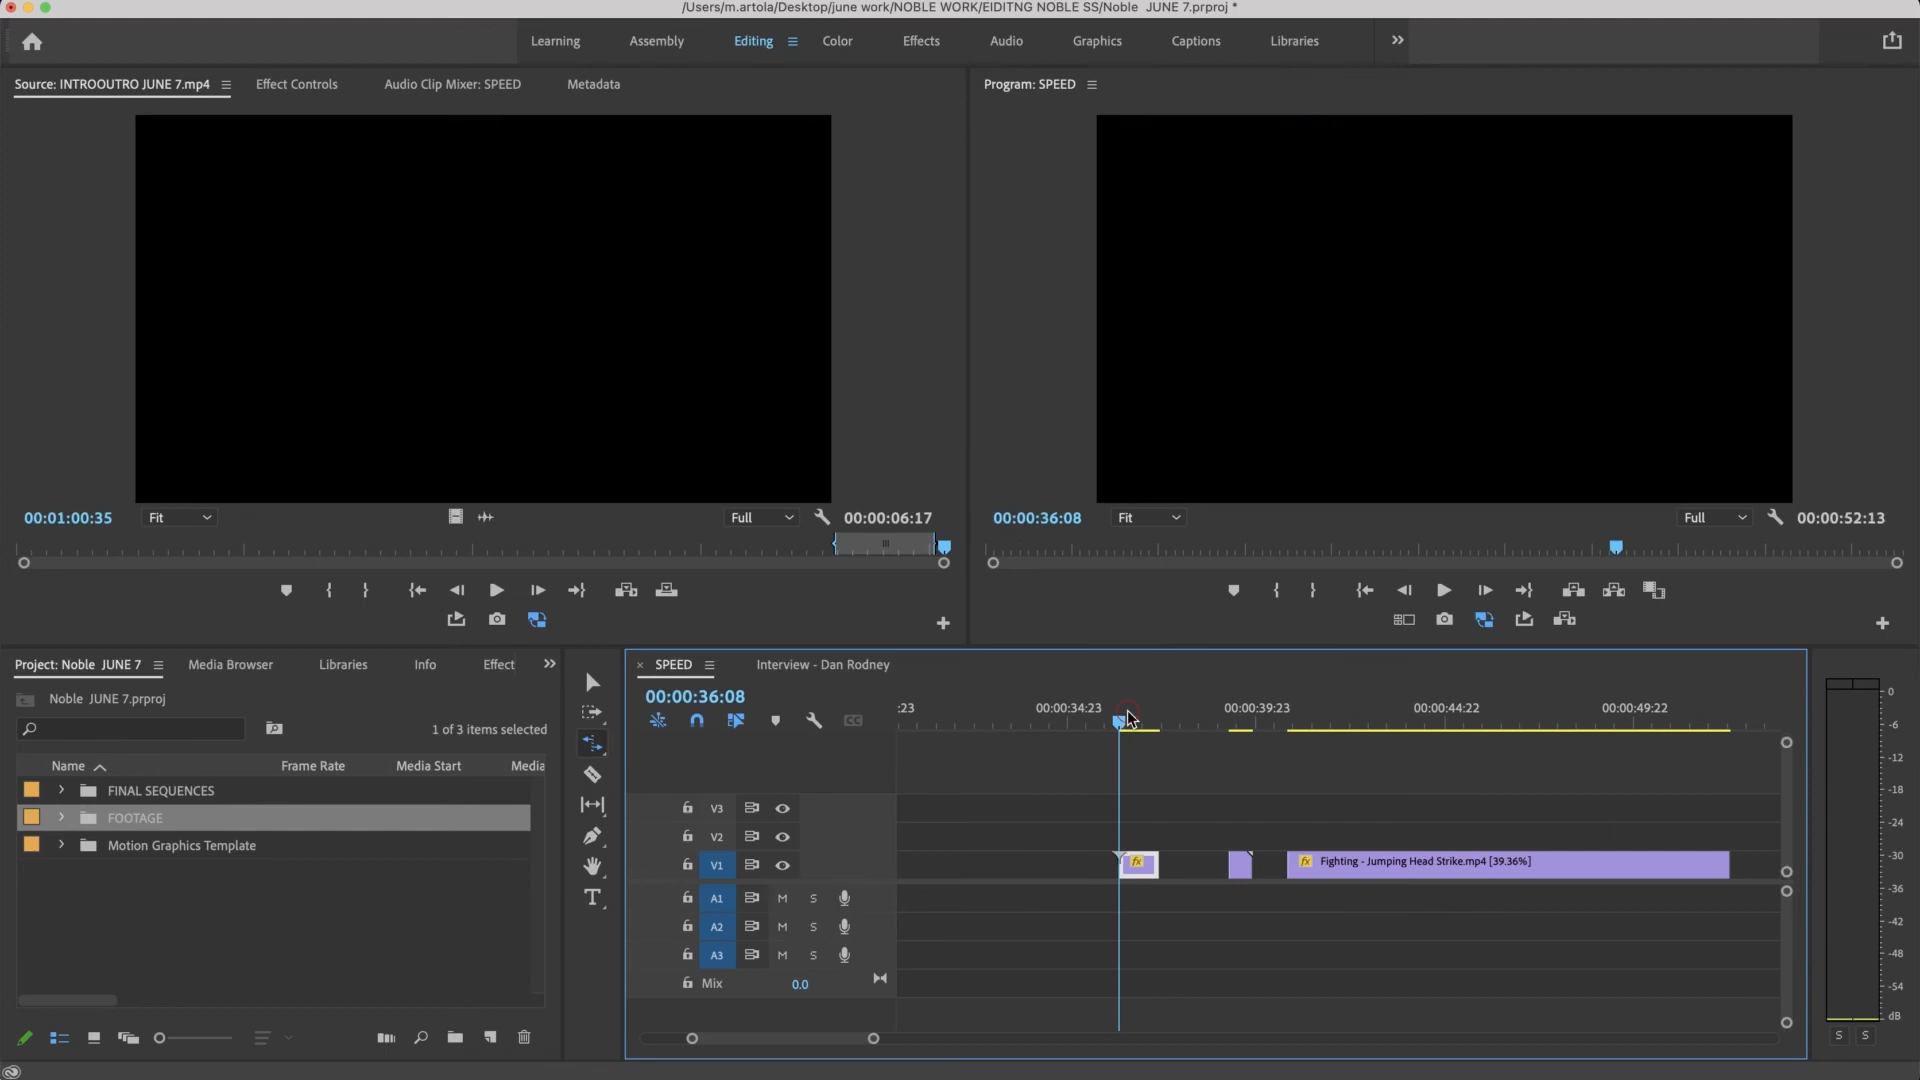 /Users/m.artola/Desktop/june work/NOBLE WORK/EIDITNG NOBLE SS/Noble  JUNE 7.prproj *
Learning Assembly Editing Color Effects Audio Graphics Captions Libraries
Source: INTROOUTRO JUNE 7.mp4 Effect Controls Audio Clip Mixer: SPEED Metadata
Program: SPEED
00:01:00:35 Fit Full 00:00:06:17
00:00:36:08 Fit Full 00:00:52:13
Project: Noble  JUNE 7 Media Browser Libraries Info Effect
Noble  JUNE 7.prproj
1 of 3 items selected
Name Frame Rate Media Start Media
FINAL SEQUENCES
FOOTAGE
Motion Graphics Template
SPEED Interview - Dan Rodney
00:00:36:08
:23 00:00:34:23 00:00:39:23 00:00:44:22 00:00:49:22
CC
V3
V2
V1 fx fx Fighting - Jumping Head Strike.mp4 [39.36%]
A1 M S
A2 M S
A3 M S
Mix 0.0
0
-6
-12
-18
-24
-30
-36
-42
-48
-54
dB
S S